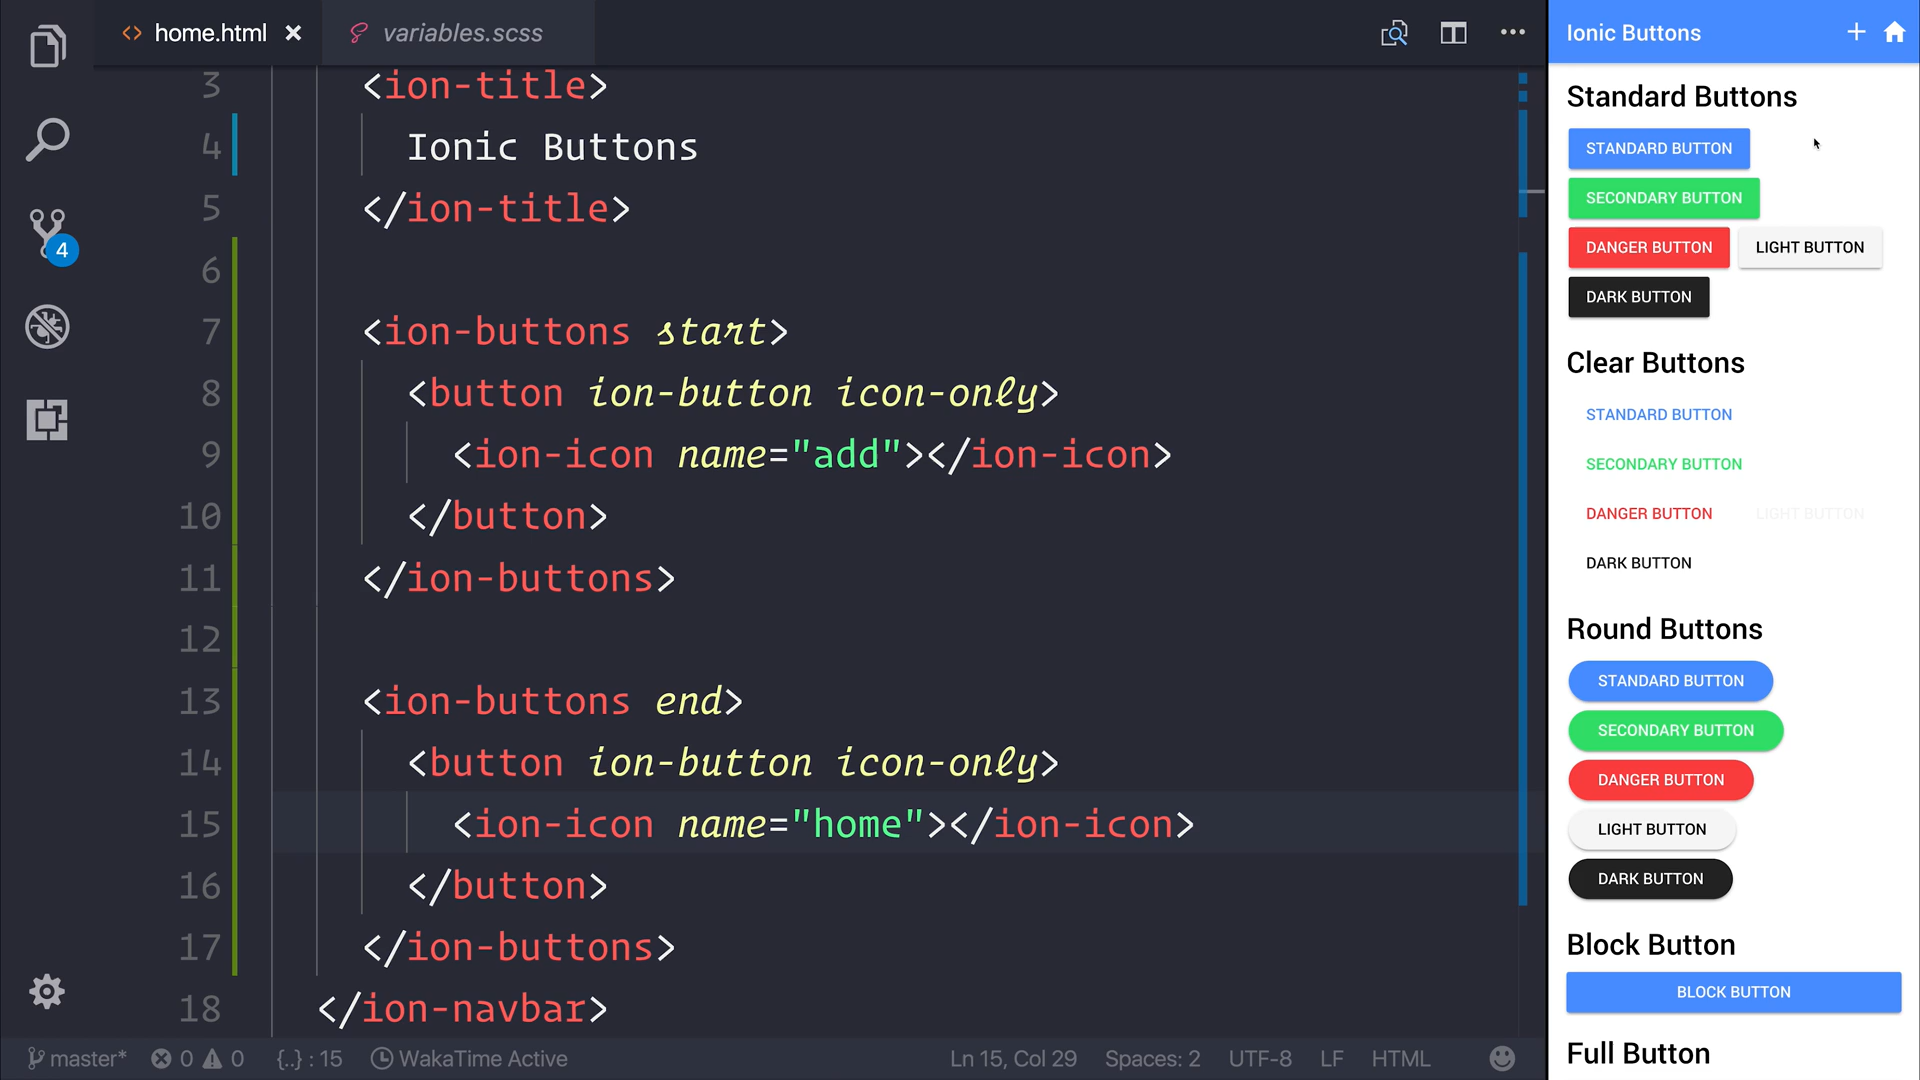 home.html
variables.scss
3 <ion-title>
4 Ionic Buttons
5 </ion-title>
6
7 <ion-buttons start>
8 <button ion-button icon-only>
9 <ion-icon name="add"></ion-icon>
10 </button>
11 </ion-buttons>
12
13 <ion-buttons end>
14 <button ion-button icon-only>
15 <ion-icon name="home"></ion-icon>
16 </button>
17 </ion-buttons>
18 </ion-navbar>
4
master* 0 0 {..} : 15 WakaTime Active Ln 15, Col 29 Spaces: 2 UTF-8 LF HTML
Ionic Buttons
Standard Buttons
STANDARD BUTTON
SECONDARY BUTTON
DANGER BUTTON LIGHT BUTTON
DARK BUTTON
Clear Buttons
STANDARD BUTTON
SECONDARY BUTTON
DANGER BUTTON LIGHT BUTTON
DARK BUTTON
Round Buttons
STANDARD BUTTON
SECONDARY BUTTON
DANGER BUTTON
LIGHT BUTTON
DARK BUTTON
Block Button
BLOCK BUTTON
Full Button